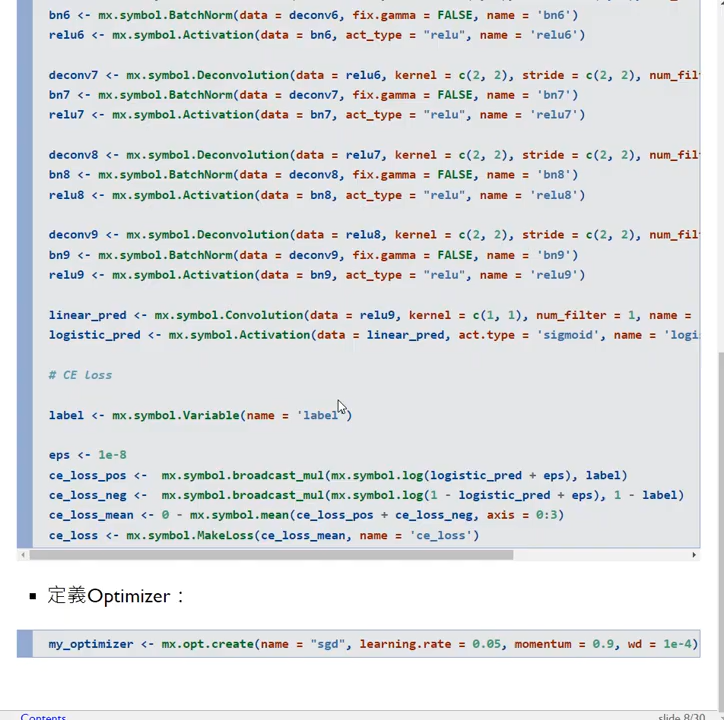 bn6 <- mx.symbol.BatchNorm(data = deconv6, fix.gamma = FALSE, name = 'bn6')
relu6 <- mx.symbol.Activation(data = bn6, act_type = "relu", name = 'relu6')
deconv7 <- mx.symbol.Deconvolution(data = relu6, kernel = c(2, 2), stride = c(2, 2), num_filt
bn7 <- mx.symbol.BatchNorm(data = deconv7, fix.gamma = FALSE, name = 'bn7')
relu7 <- mx.symbol.Activation(data = bn7, act_type = "relu", name = 'relu7')
deconv8 <- mx.symbol.Deconvolution(data = relu7, kernel = c(2, 2), stride = c(2, 2), num_filt
bn8 <- mx.symbol.BatchNorm(data = deconv8, fix.gamma = FALSE, name = 'bn8')
relu8 <- mx.symbol.Activation(data = bn8, act_type = "relu", name = 'relu8')
deconv9 <- mx.symbol.Deconvolution(data = relu8, kernel = c(2, 2), stride = c(2, 2), num_filt
bn9 <- mx.symbol.BatchNorm(data = deconv9, fix.gamma = FALSE, name = 'bn9')
relu9 <- mx.symbol.Activation(data = bn9, act_type = "relu", name = 'relu9')
linear_pred <- mx.symbol.Convolution(data = relu9, kernel = c(1, 1), num_filter = 1, name =
logistic_pred <- mx.symbol.Activation(data = linear_pred, act.type = 'sigmoid', name = 'logi
# CE loss
label <- mx.symbol.Variable(name = 'label')
eps <- 1e-8
ce_loss_pos <-  mx.symbol.broadcast_mul(mx.symbol.log(logistic_pred + eps), label)
ce_loss_neg <-  mx.symbol.broadcast_mul(mx.symbol.log(1 - logistic_pred + eps), 1 - label)
ce_loss_mean <- 0 - mx.symbol.mean(ce_loss_pos + ce_loss_neg, axis = 0:3)
ce_loss <- mx.symbol.MakeLoss(ce_loss_mean, name = 'ce_loss')
▪ 定義Optimizer：
my_optimizer <- mx.opt.create(name = "sgd", learning.rate = 0.05, momentum = 0.9, wd = 1e-4)
Contents
slide 8/30